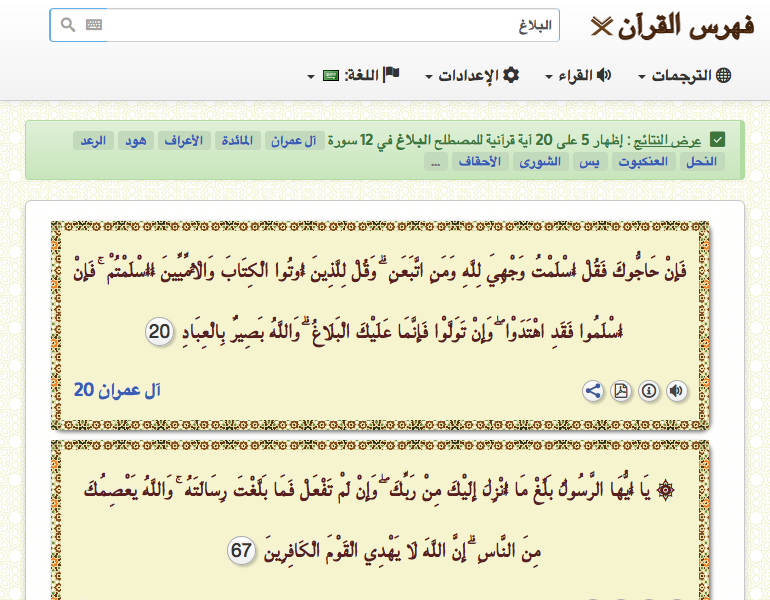 فهرس القرآن
البلاغ
الترجمات القراء الإعدادات اللغة:
عرض النتائج : إظهار 5 على 20 آية قرآنية للمصطلح البلاغ في 12 سورة آل عمران المائدة الأعراف هود الرعد
النحل العنكبوت يس الشورى الأحقاف ...
فَإِنْ حَاجُّوكَ فَقُلْ أَسْلَمْتُ وَجْهِيَ لِلَّهِ وَمَنِ اتَّبَعَنِ ۗ وَقُلْ لِلَّذِينَ أُوتُوا الْكِتَابَ وَالْأُمِّيِّينَ أَأَسْلَمْتُمْ ۚ فَإِنْ
أَسْلَمُوا فَقَدِ اهْتَدَوْا ۖ وَإِنْ تَوَلَّوْا فَإِنَّمَا عَلَيْكَ الْبَلَاغُ ۗ وَاللَّهُ بَصِيرٌ بِالْعِبَادِ 20
آل عمران 20
۞ يَا أَيُّهَا الرَّسُولُ بَلِّغْ مَا أُنْزِلَ إِلَيْكَ مِنْ رَبِّكَ ۖ وَإِنْ لَمْ تَفْعَلْ فَمَا بَلَّغْتَ رِسَالَتَهُ ۚ وَاللَّهُ يَعْصِمُكَ
مِنَ النَّاسِ ۗ إِنَّ اللَّهَ لَا يَهْدِي الْقَوْمَ الْكَافِرِينَ 67